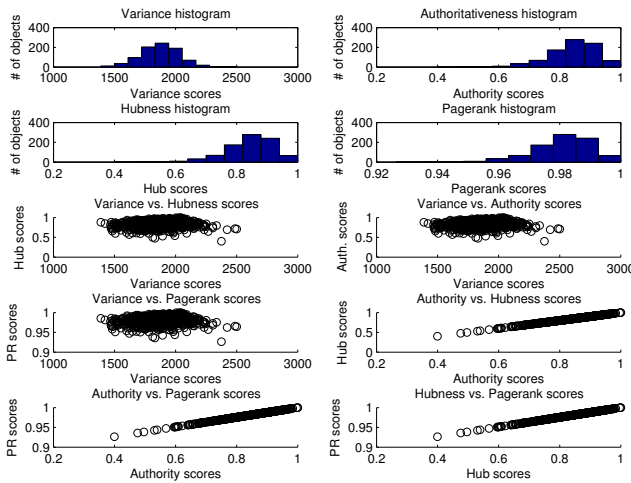 Variance histogram
# of objects
400
200
0
1000
1500
2000
2500
3000
Variance scores
Authoritativeness histogram
# of objects
400
200
0
0.2
0.4
0.6
0.8
1
Authority scores
Hubness histogram
# of objects
400
200
0
0.2
0.4
0.6
0.8
1
Hub scores
Pagerank histogram
# of objects
400
200
0
0.92
0.94
0.96
0.98
1
Pagerank scores
Variance vs. Hubness scores
Hub scores
1
0.5
0
1000
1500
2000
2500
3000
Variance scores
Variance vs. Authority scores
Auth. scores
1
0.5
0
1000
1500
2000
2500
3000
Variance scores
Variance vs. Pagerank scores
PR scores
1
0.95
0.9
1000
1500
2000
2500
3000
Variance scores
Authority vs. Hubness scores
Hub scores
1
0.5
0
0.2
0.4
0.6
0.8
1
Authority scores
Authority vs. Pagerank scores
PR scores
1
0.95
0.9
0.2
0.4
0.6
0.8
1
Authority scores
Hubness vs. Pagerank scores
PR scores
1
0.95
0.9
0.2
0.4
0.6
0.8
1
Hub scores